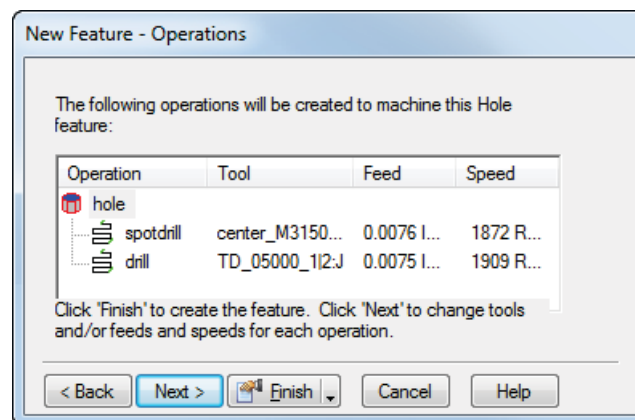 New Feature - Operations
The following operations will be created to machine this Hole
feature:
Operation Tool Feed Speed
hole
spotdrill center_M3150... 0.0076 I... 1872 R...
drill TD_05000_1|2:J 0.0075 I... 1909 R...
Click 'Finish' to create the feature. Click 'Next' to change tools
and/or feeds and speeds for each operation.
< Back Next > Finish Cancel Help